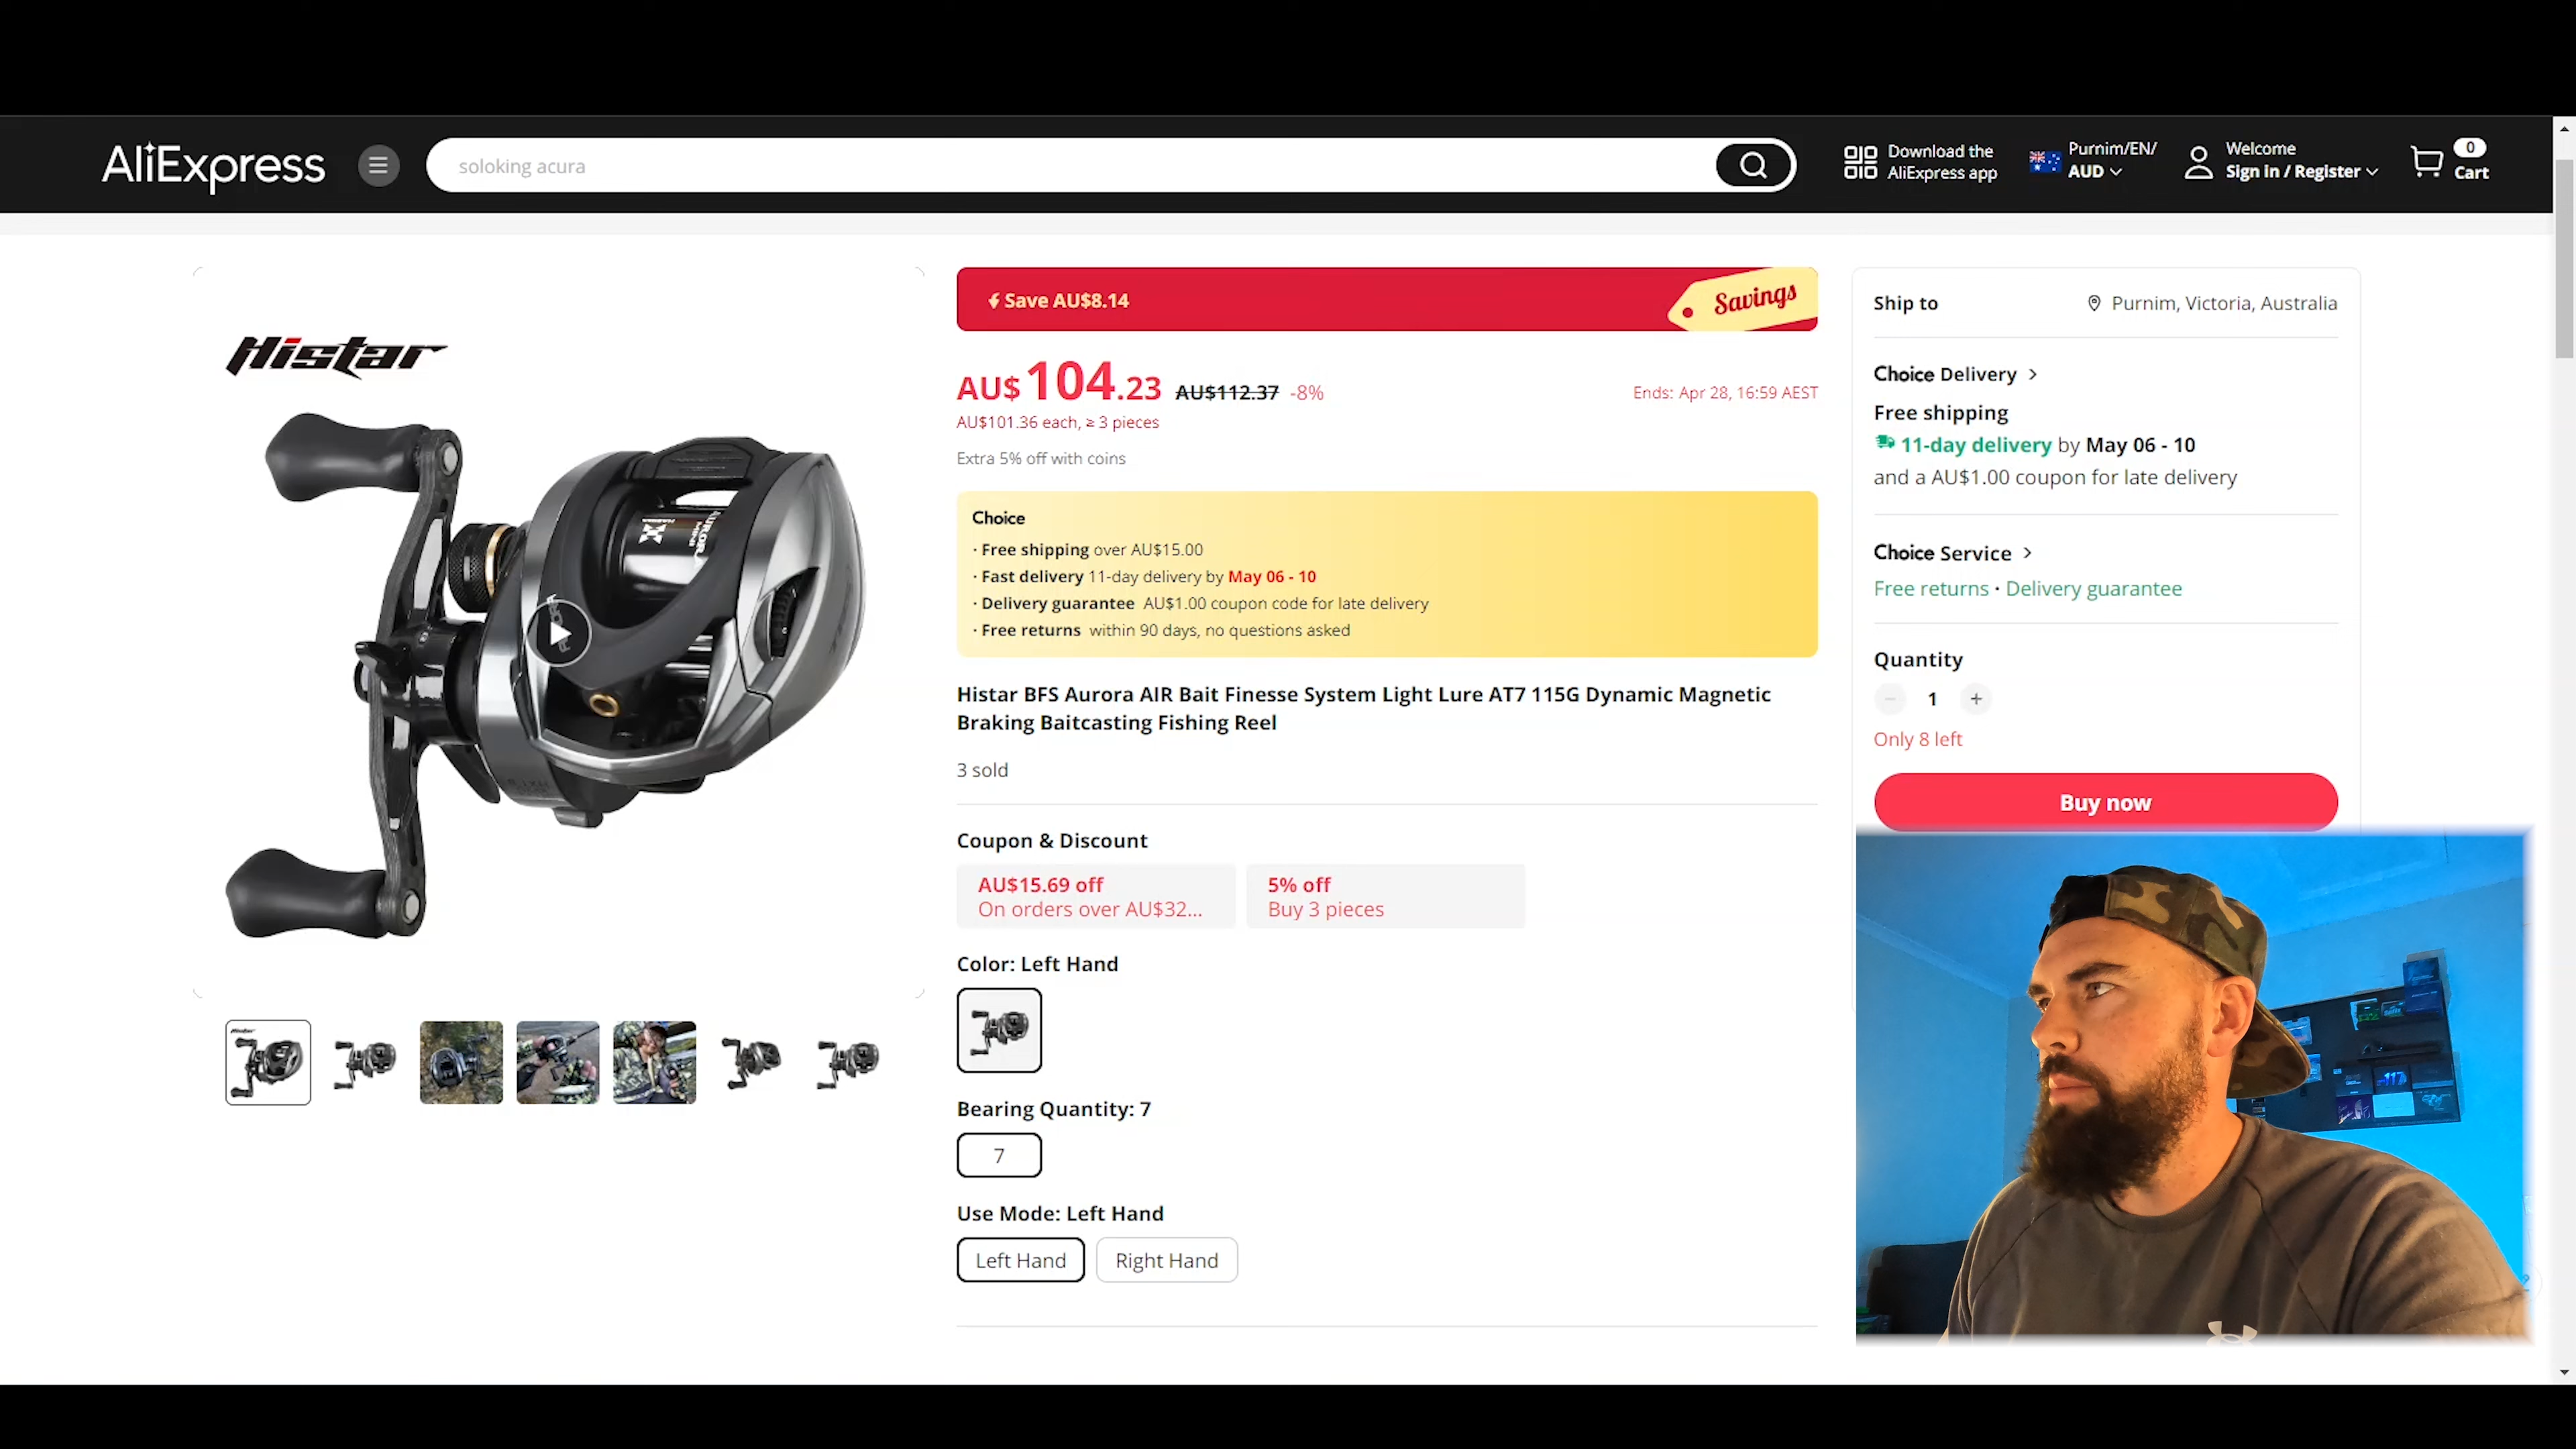 AliExpress
soloking acura
Download the
AliExpress app
Purnim/EN/
AUD
Welcome
Sign in / Register
0
Cart
Save AU$8.14
Savings
Histar
AU$104.23 AU$112.37 -8%
Ends: Apr 28, 16:59 AEST
AU$101.36 each, ≥ 3 pieces
Extra 5% off with coins
Choice
· Free shipping over AU$15.00
· Fast delivery 11-day delivery by May 06 - 10
· Delivery guarantee AU$1.00 coupon code for late delivery
· Free returns within 90 days, no questions asked
Histar BFS Aurora AIR Bait Finesse System Light Lure AT7 115G Dynamic Magnetic
Braking Baitcasting Fishing Reel
3 sold
Coupon & Discount
AU$15.69 off
On orders over AU$32...
5% off
Buy 3 pieces
Color: Left Hand
Bearing Quantity: 7
7
Use Mode: Left Hand
Left Hand
Right Hand
Ship to
Purnim, Victoria, Australia
Choice Delivery >
Free shipping
11-day delivery by May 06 - 10
and a AU$1.00 coupon for late delivery
Choice Service >
Free returns · Delivery guarantee
Quantity
− 1 +
Only 8 left
Buy now